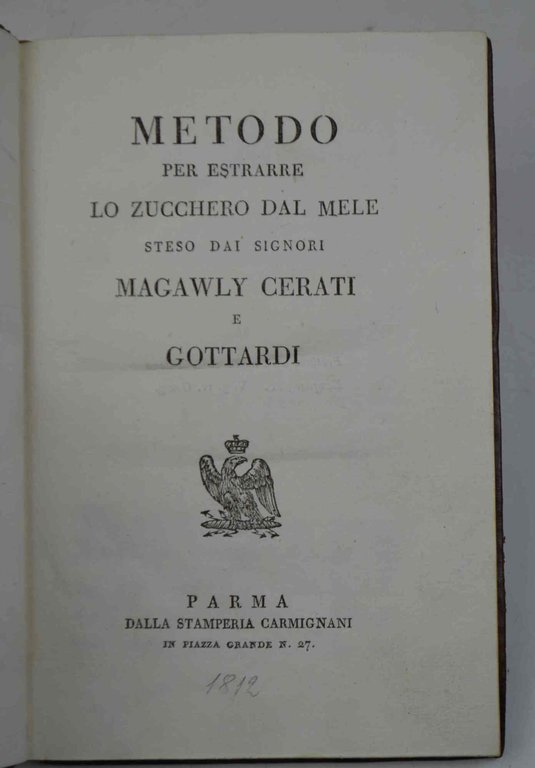 METODO
PER ESTRARRE
LO ZUCCHERO DAL MELE
STESO DAI SIGNORI
MAGAWLY CERATI
E
GOTTARDI
PARMA
DALLA STAMPERIA CARMIGNANI
IN PIAZZA GRANDE N. 27.
1812